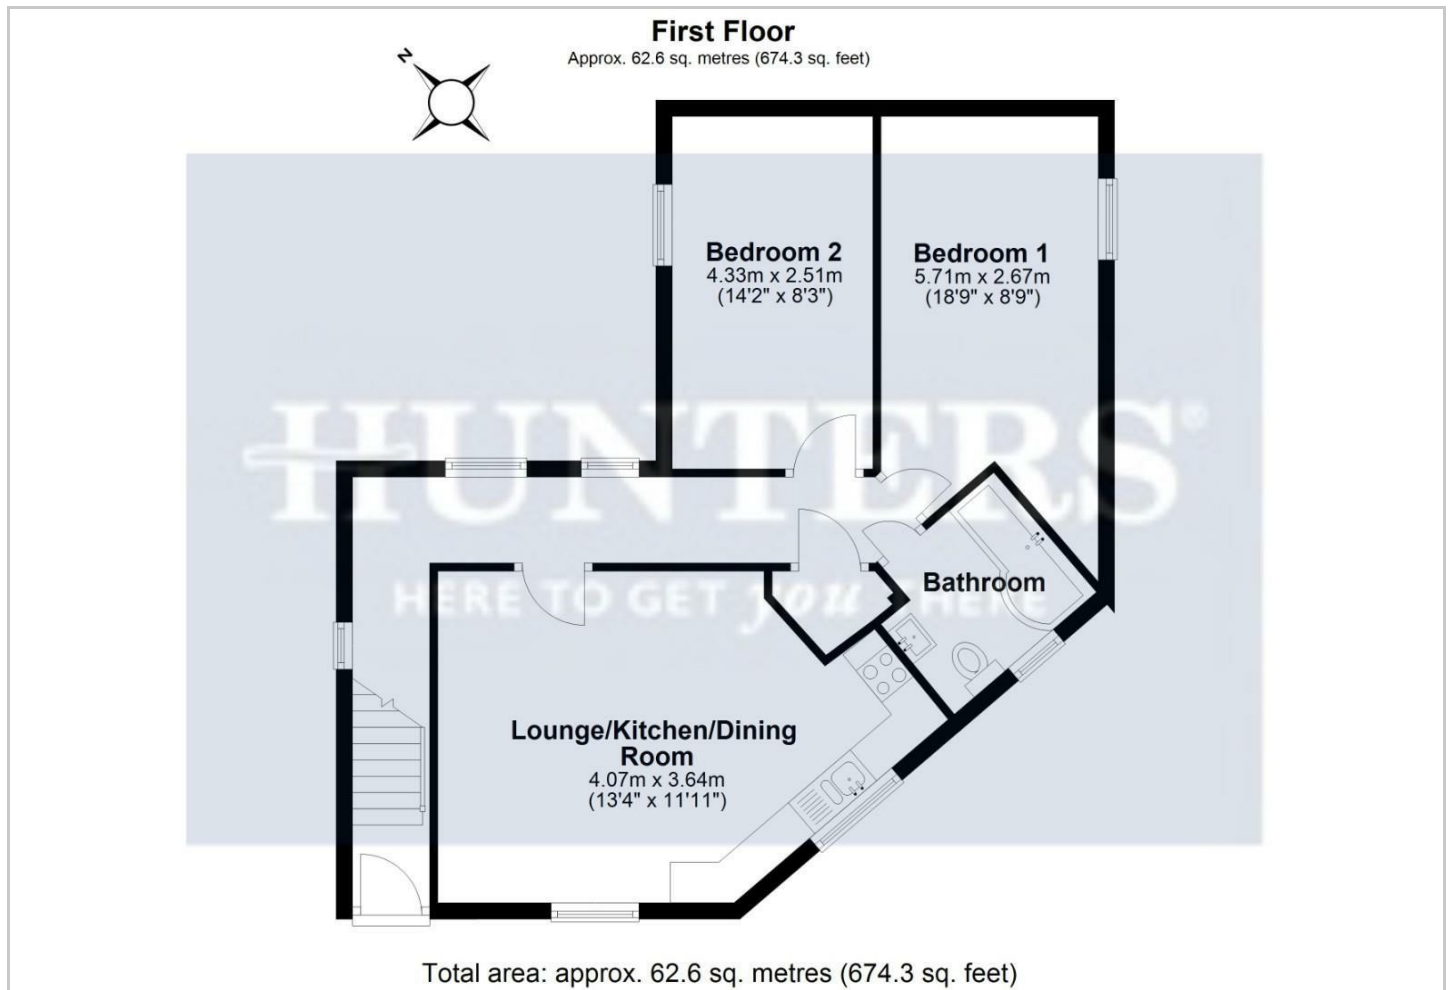 First Floor
Approx. 62.6 sq. metres (674.3 sq. feet)
N
Bedroom 2
4.33m x 2.51m
(14'2" x 8'3")
Bedroom 1
5.71m x 2.67m
(18'9" x 8'9")
HUNTERS®
HERE TO GET you THERE
Bathroom
Lounge/Kitchen/Dining
Room
4.07m x 3.64m
(13'4" x 11'11")
Total area: approx. 62.6 sq. metres (674.3 sq. feet)